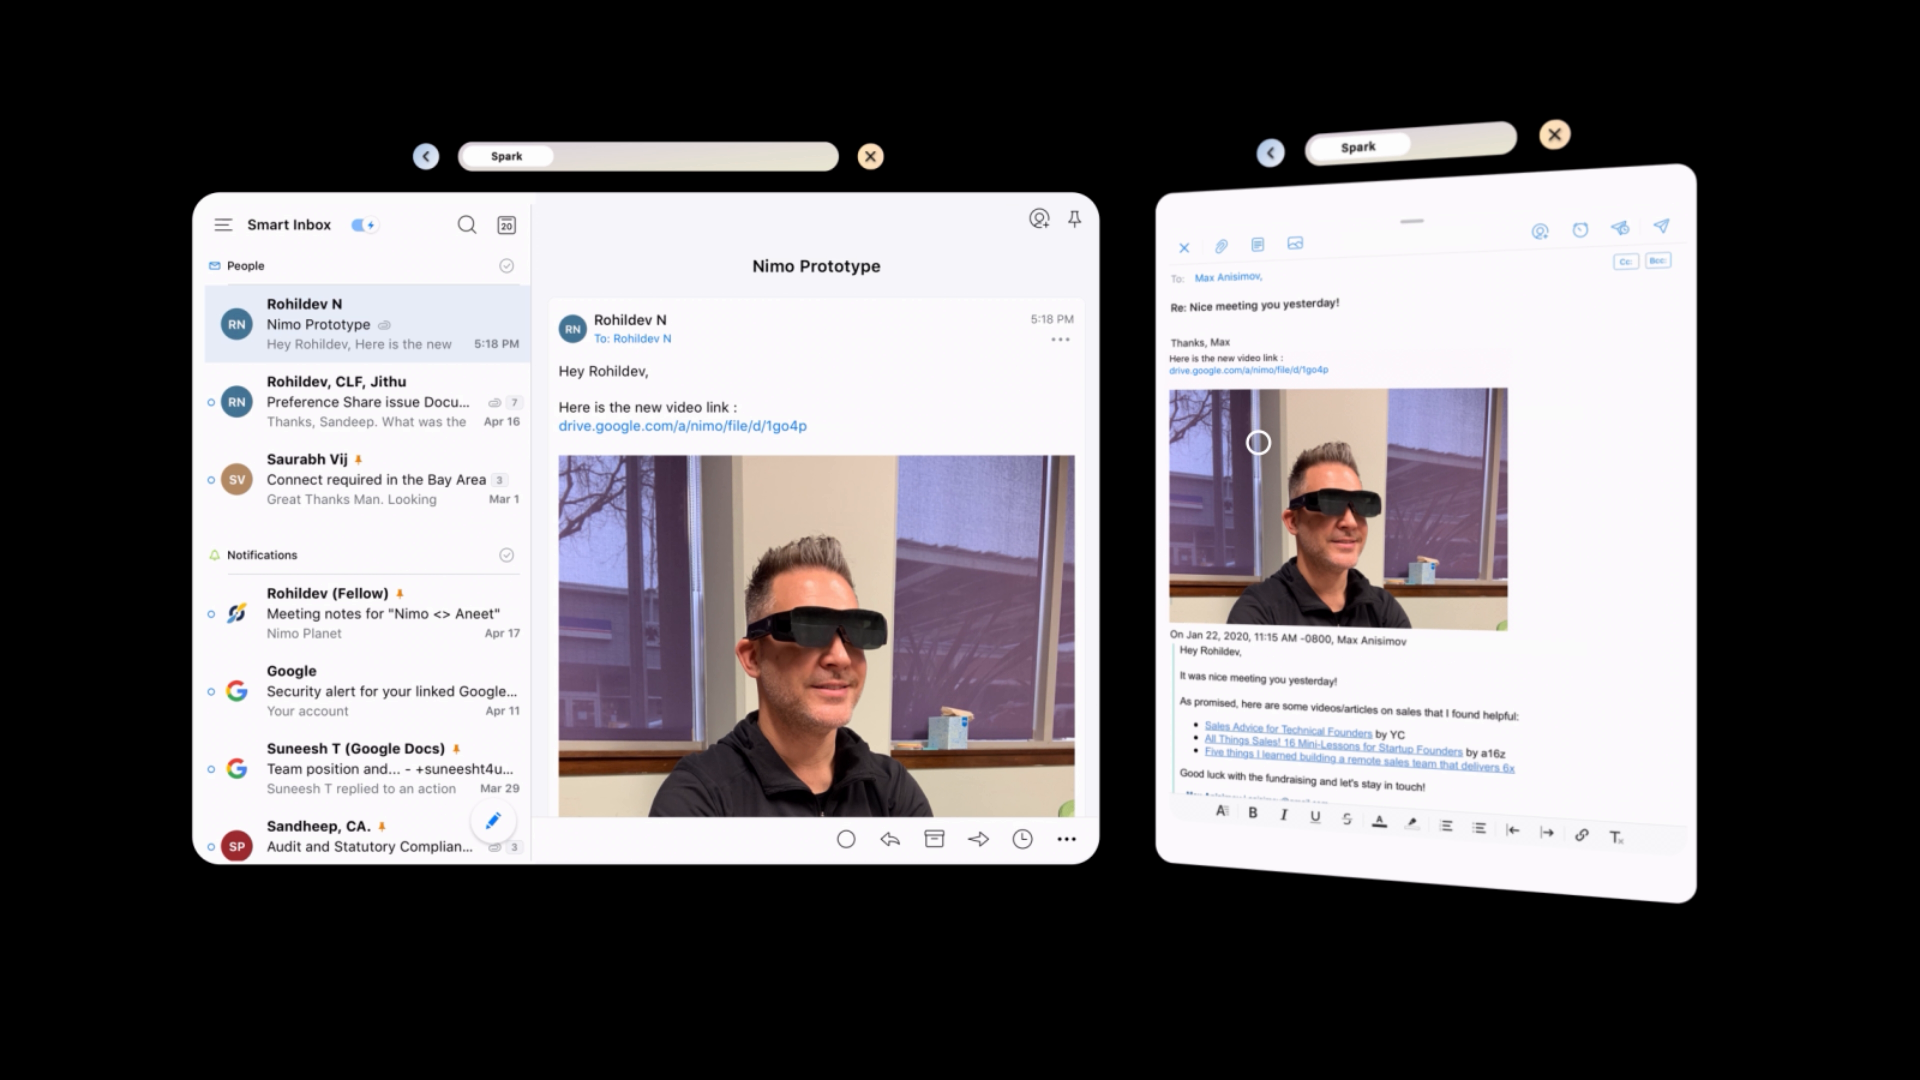 Spark
Smart Inbox
20
People
RN
Rohildev N
Nimo Prototype
Hey Rohildev, Here is the new 5:18 PM
RN
Rohildev, CLF, Jithu
Preference Share issue Docu... 7
Thanks, Sandeep. What was the Apr 16
SV
Saurabh Vij
Connect required in the Bay Area 3
Great Thanks Man. Looking Mar 1
Notifications
Rohildev (Fellow)
Meeting notes for "Nimo <> Aneet"
Nimo Planet Apr 17
Google
Security alert for your linked Google...
Your account Apr 11
Suneesh T (Google Docs)
Team position and... - +suneesht4u...
Suneesh T replied to an action Mar 29
SP
Sandheep, CA.
Audit and Statutory Complian... 3
Nimo Prototype
RN
Rohildev N 5:18 PM
To: Rohildev N
Hey Rohildev,
Here is the new video link :
drive.google.com/a/nimo/file/d/1go4p
Spark
To: Max Anisimov, Cc: Bcc:
Re: Nice meeting you yesterday!
Thanks, Max
Here is the new video link :
drive.google.com/a/nimo/file/d/1go4p
On Jan 22, 2020, 11:15 AM -0800, Max Anisimov
Hey Rohildev,
It was nice meeting you yesterday!
As promised, here are some videos/articles on sales that I found helpful:
Sales Advice for Technical Founders by YC
All Things Sales! 16 Mini-Lessons for Startup Founders by a16z
Five things I learned building a remote sales team that delivers 6x
Good luck with the fundraising and let's stay in touch!
A B I U S A Tx